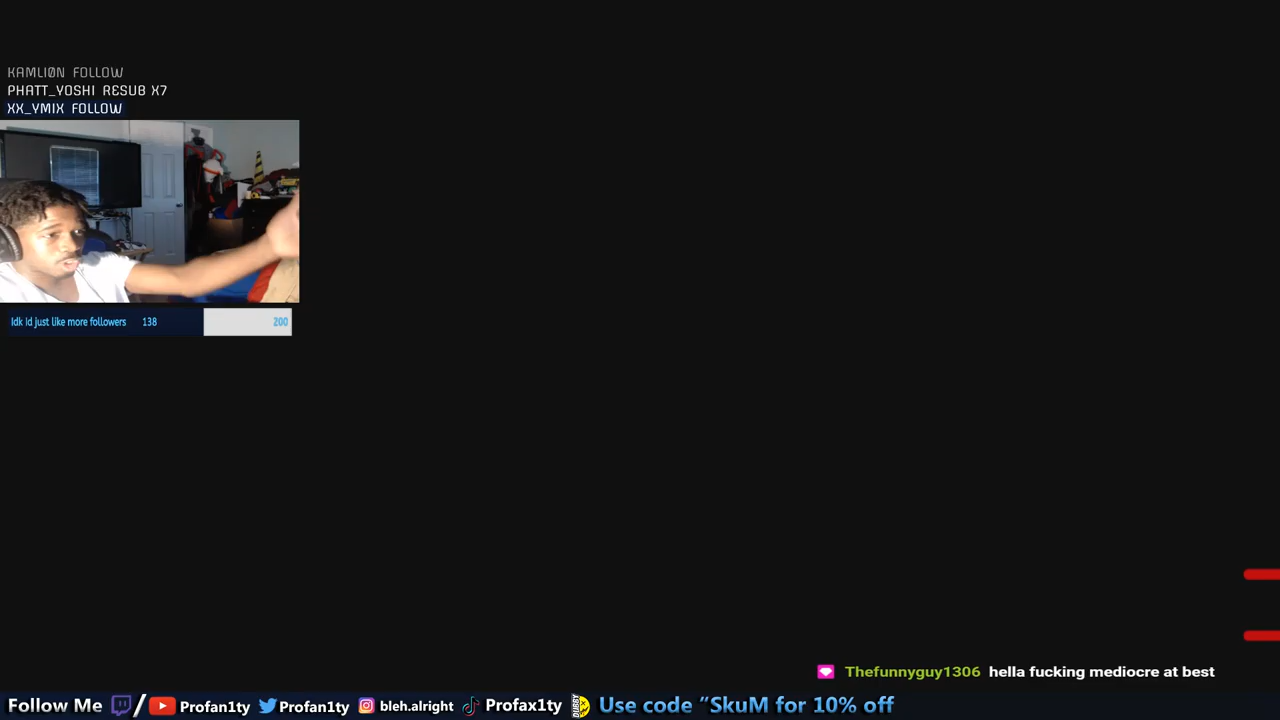 KAMLIØN FOLLOW
PHATT_YOSHI RESUB X7
XX_YMIX FOLLOW
Idk Id just like more followers 138 200
Thefunnyguy1306 hella fucking mediocre at best
Follow Me / Profan1ty Profan1ty bleh.alright Profax1ty Use code "SkuM for 10% off